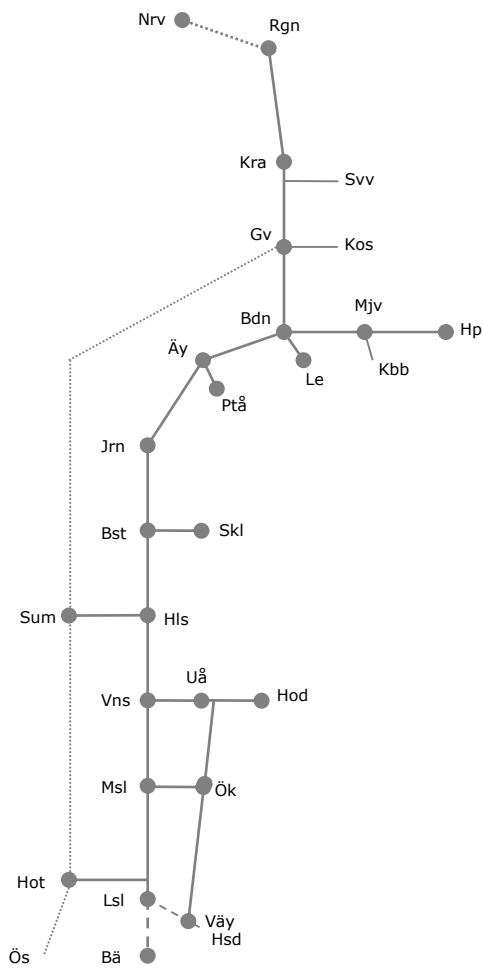 Nrv
Rgn
Kra
Svv
Gv
Kos
Bdn
Mjv
Hp
Äy
Le
Kbb
Ptå
Jrn
Bst
Skl
Sum
Hls
Uå
Vns
Hod
Msl
Ök
Hot
Lsl
Väy
Hsd
Ös
Bä